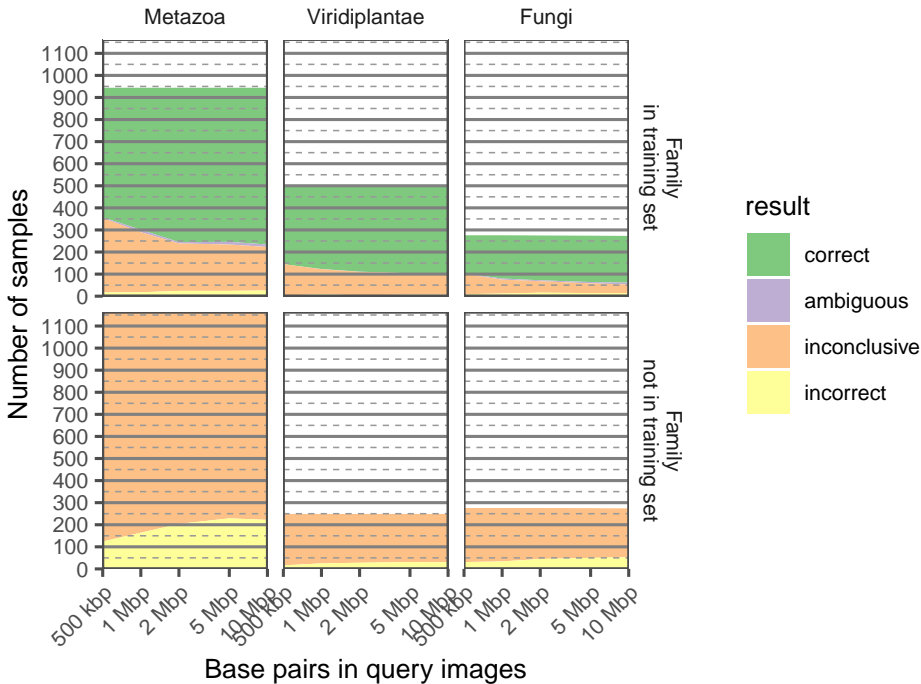 Metazoa
Viridiplantae
Fungi
1100
1000
900
800
700
600
500
400
300
200
100
0
Family
in training set
1100
1000
900
800
700
600
500
400
300
200
100
0
Family
not in training set
Number of samples
500 kbp
1 Mbp
2 Mbp
5 Mbp
10 Mbp
500 kbp
1 Mbp
2 Mbp
5 Mbp
10 Mbp
500 kbp
1 Mbp
2 Mbp
5 Mbp
10 Mbp
Base pairs in query images
result
correct
ambiguous
inconclusive
incorrect